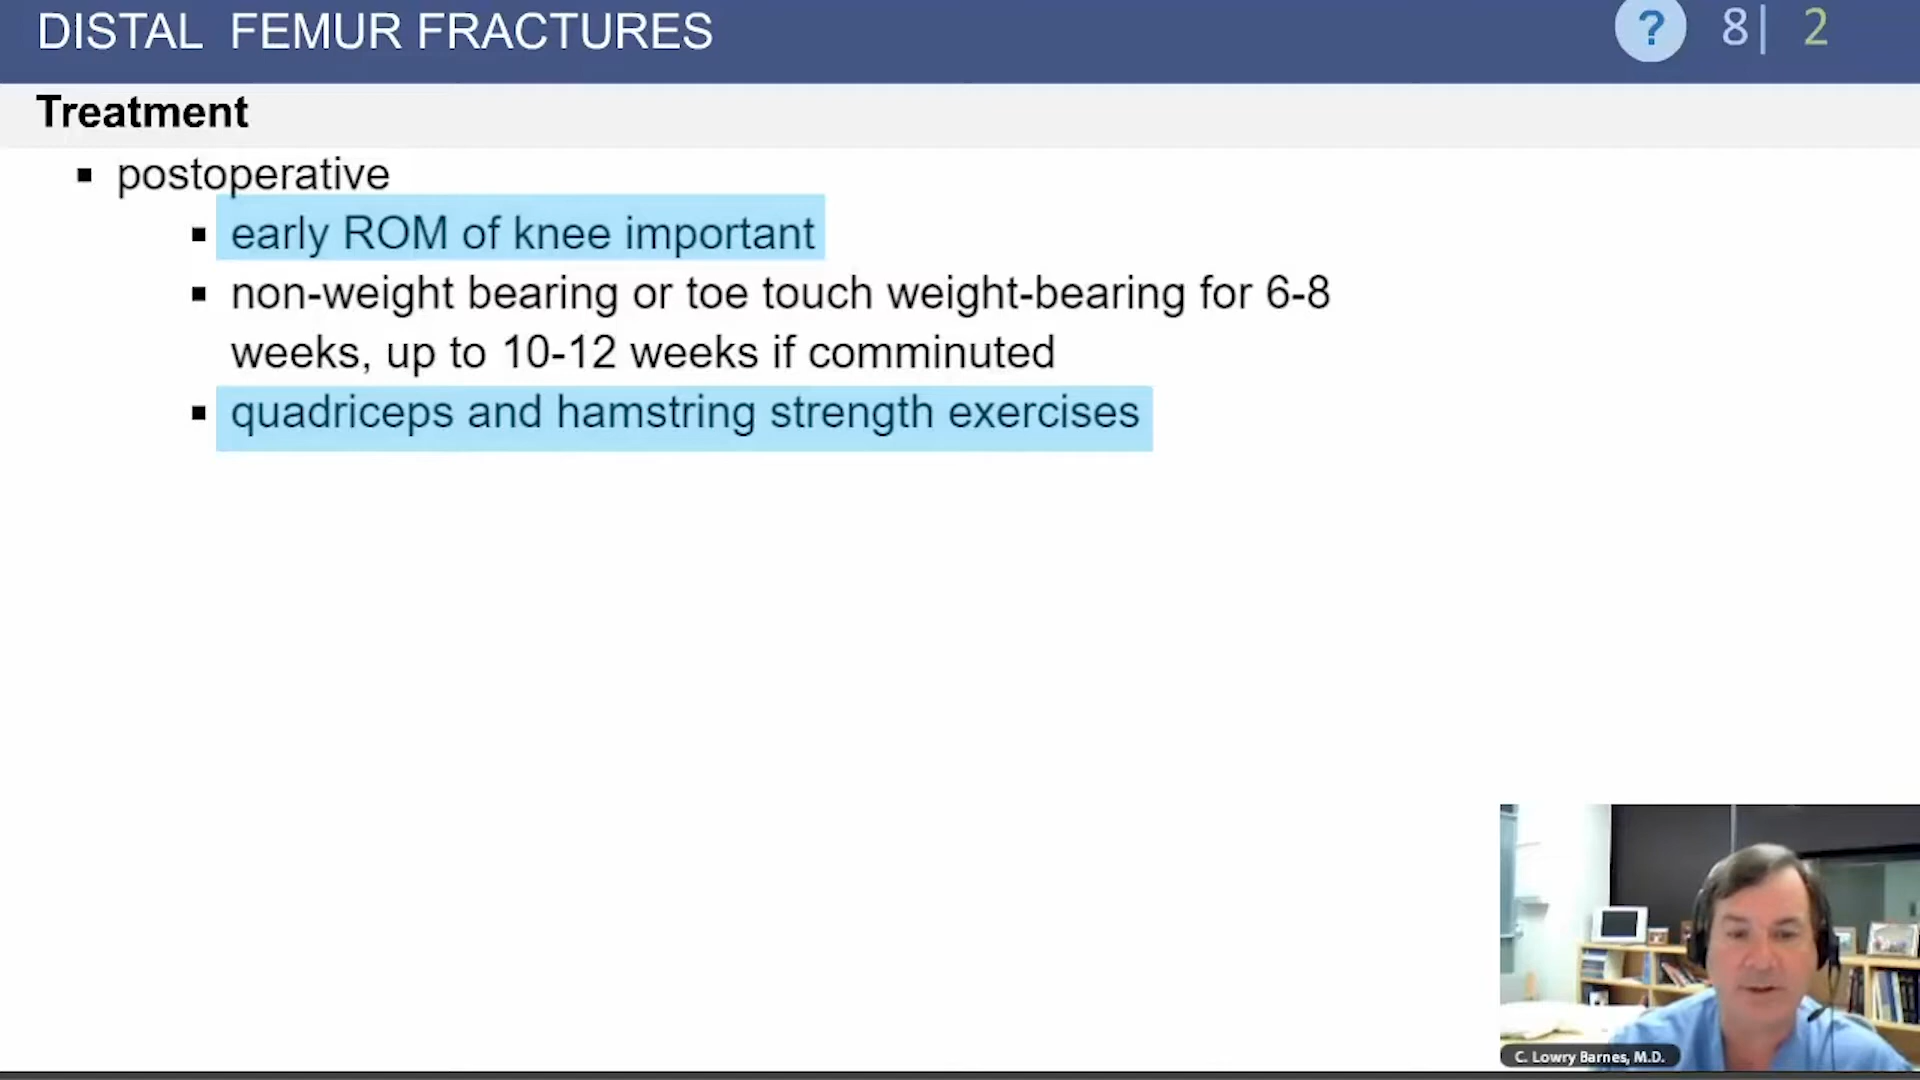 DISTAL FEMUR FRACTURES
? 8| 2
Treatment
postoperative
early ROM of knee important
non-weight bearing or toe touch weight-bearing for 6-8
weeks, up to 10-12 weeks if comminuted
quadriceps and hamstring strength exercises
C. Lowry Barnes, M.D.